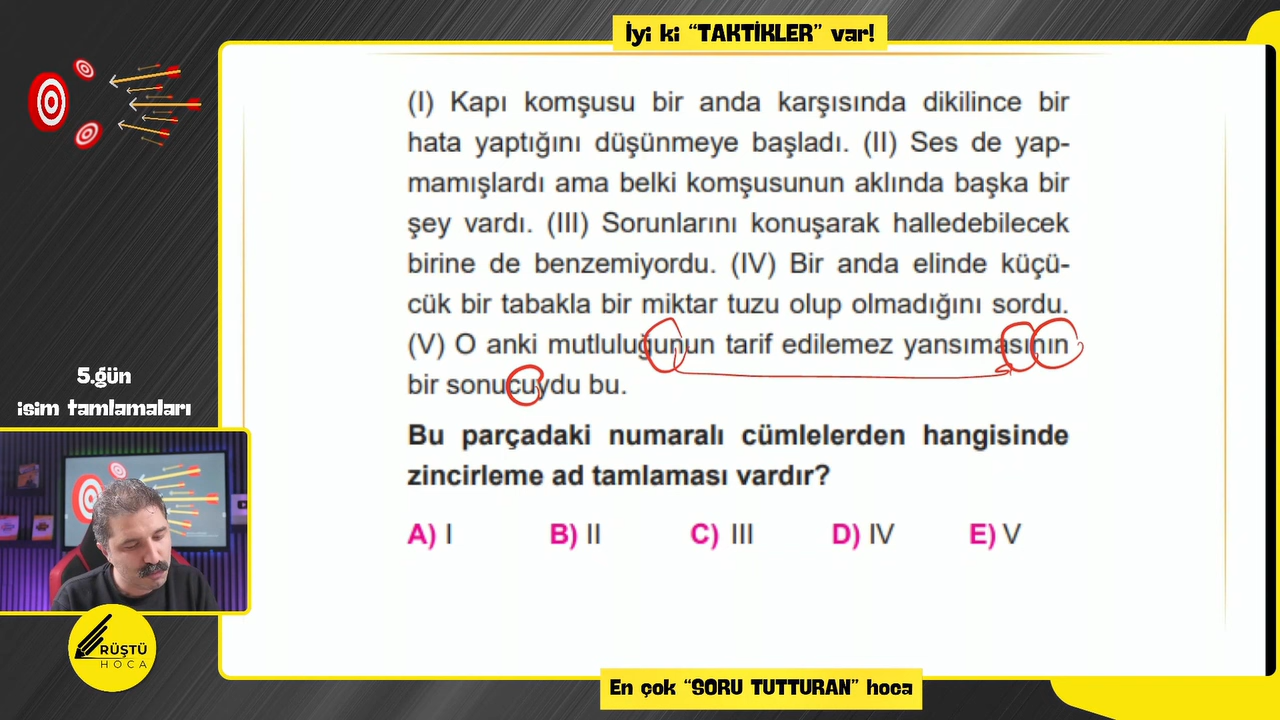 İyi ki “TAKTİKLER” var!
(I) Kapı komşusu bir anda karşısında dikilince bir
hata yaptığını düşünmeye başladı. (II) Ses de yap-
mamışlardı ama belki komşusunun aklında başka bir
şey vardı. (III) Sorunlarını konuşarak halledebilecek
birine de benzemiyordu. (IV) Bir anda elinde küçü-
cük bir tabakla bir miktar tuzu olup olmadığını sordu.
(V) O anki mutluluğunun tarif edilemez yansımasının
bir sonucuydu bu.
Bu parçadaki numaralı cümlelerden hangisinde
zincirleme ad tamlaması vardır?
A) I B) II C) III D) IV E) V
5.gün
isim tamlamaları
RÜŞTÜ
HOCA
En çok “SORU TUTTURAN” hoca